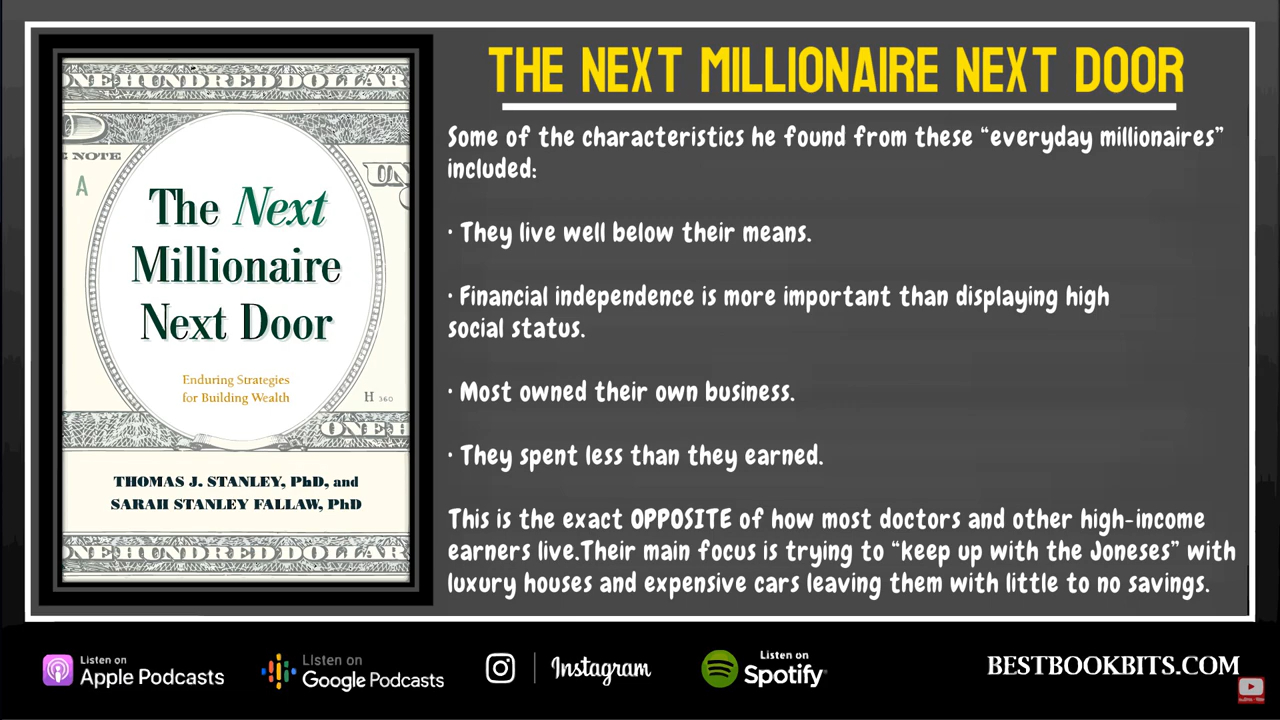 ONE HUNDRED DOLLAR
E NOTE
UN
A
The Next
Millionaire
Next Door
Enduring Strategies
for Building Wealth
H 360
ONE H
THOMAS J. STANLEY, PhD, and
SARAH STANLEY FALLAW, PhD
ONE HUNDRED DOLLAR
THE NEXT MILLIONAIRE NEXT DOOR
Some of the characteristics he found from these “everyday millionaires”
included:
· They live well below their means.
· Financial independence is more important than displaying high
social status.
· Most owned their own business.
· They spent less than they earned.
This is the exact OPPOSITE of how most doctors and other high-income
earners live.Their main focus is trying to “keep up with the Joneses” with
luxury houses and expensive cars leaving them with little to no savings.
Listen on
Apple Podcasts
Listen on
Google Podcasts
Instagram
Listen on
Spotify
BESTBOOKBITS.COM